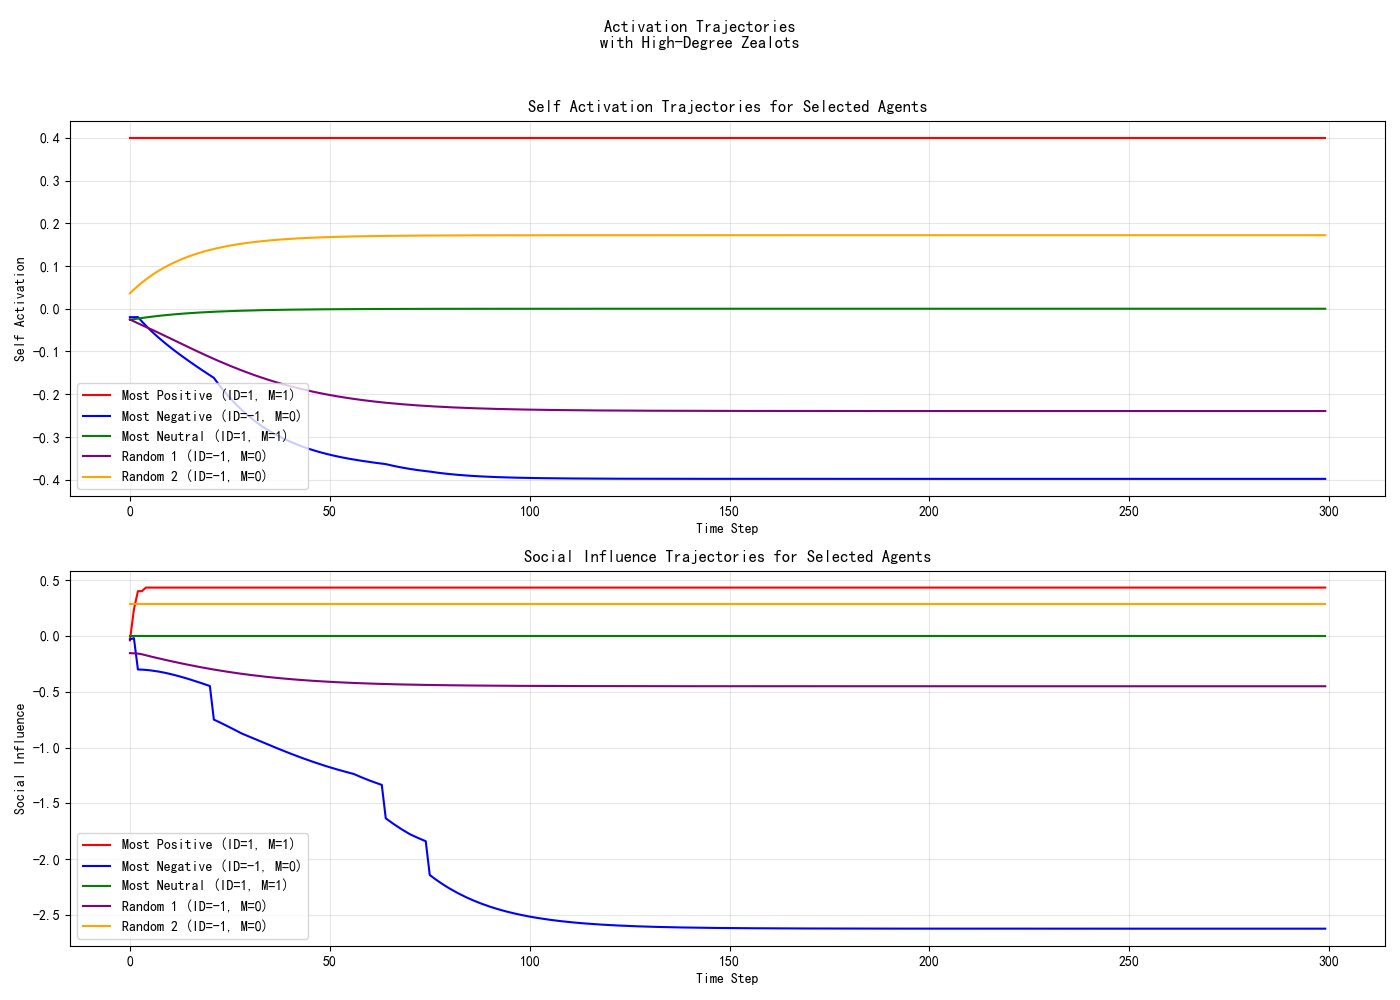 Activation Trajectories
with High-Degree Zealots
Self Activation Trajectories for Selected Agents
Self Activation
0.4
0.3
0.2
0.1
0.0
−0.1
−0.2
−0.3
−0.4
Most Positive (ID=1, M=1)
Most Negative (ID=-1, M=0)
Most Neutral (ID=1, M=1)
Random 1 (ID=-1, M=0)
Random 2 (ID=-1, M=0)
0 50 100 150 200 250 300
Time Step
Social Influence Trajectories for Selected Agents
Social Influence
0.5
0.0
−0.5
−1.0
−1.5
−2.0
−2.5
Most Positive (ID=1, M=1)
Most Negative (ID=-1, M=0)
Most Neutral (ID=1, M=1)
Random 1 (ID=-1, M=0)
Random 2 (ID=-1, M=0)
0 50 100 150 200 250 300
Time Step